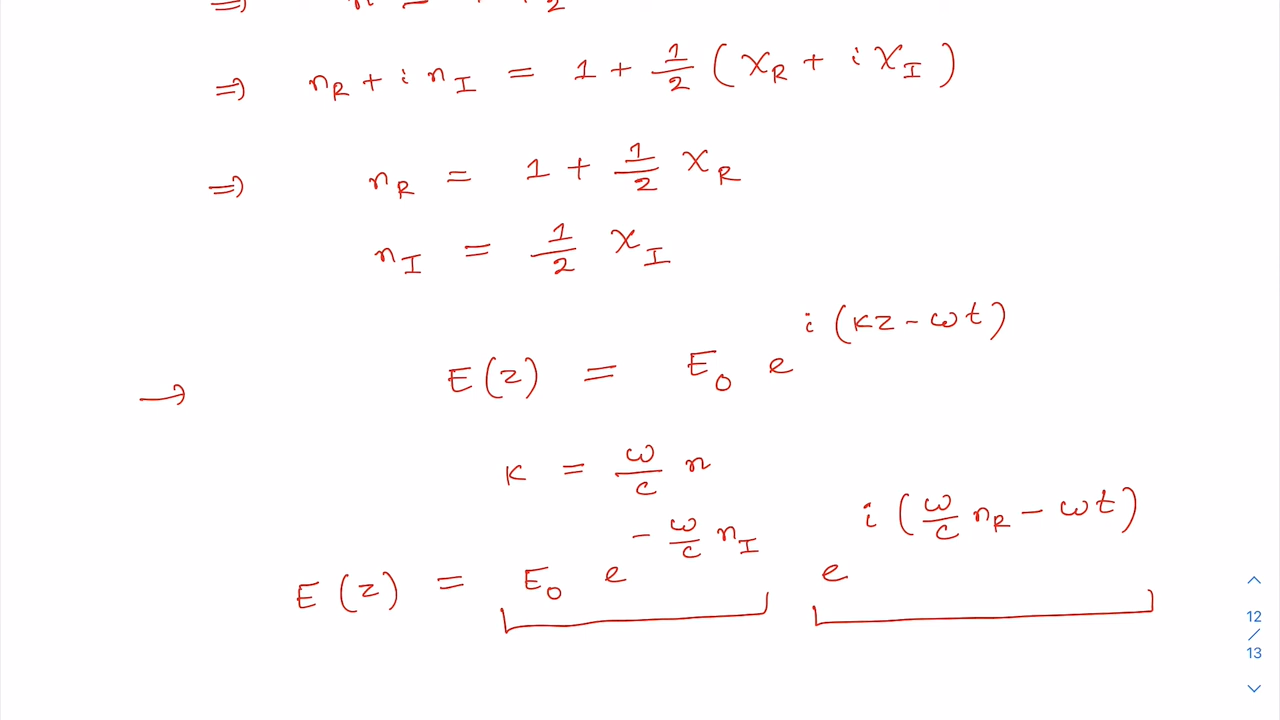 ⇒ n_R + i n_I = 1 + 1/2 (χ_R + i χ_I)
⇒ n_R = 1 + 1/2 χ_R
n_I = 1/2 χ_I
→ E(z) = E_0 e^{i(kz - ωt)}
k = ω/c n
E(z) = E_0 e^{- ω/c n_I} e^{i(ω/c n_R - ωt)}
12
/
13